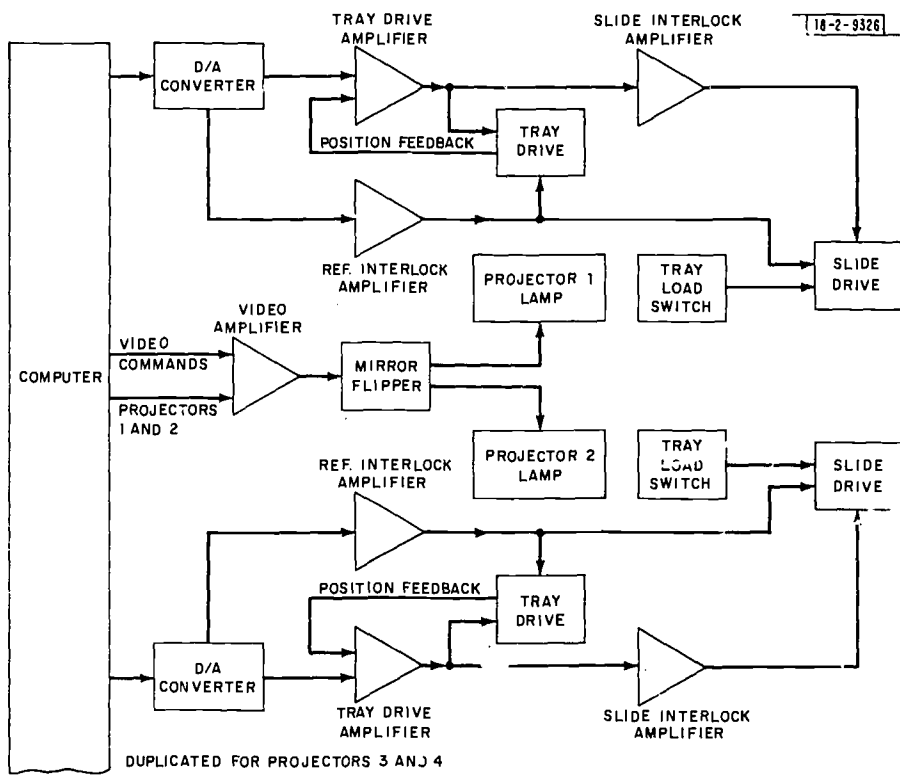 18-2-9326
TRAY DRIVE
AMPLIFIER
SLIDE INTERLOCK
AMPLIFIER
D/A
CONVERTER
POSITION FEEDBACK
TRAY
DRIVE
REF. INTERLOCK
AMPLIFIER
TRAY
LOAD
SWITCH
SLIDE
DRIVE
PROJECTOR 1
LAMP
VIDEO
AMPLIFIER
COMPUTER
VIDEO
COMMANDS
PROJECTORS
1 AND 2
MIRROR
FLIPPER
PROJECTOR 2
LAMP
TRAY
LOAD
SWITCH
SLIDE
DRIVE
REF. INTERLOCK
AMPLIFIER
POSITION FEEDBACK
TRAY
DRIVE
D/A
CONVERTER
TRAY DRIVE
AMPLIFIER
SLIDE INTERLOCK
AMPLIFIER
DUPLICATED FOR PROJECTORS 3 AND 4